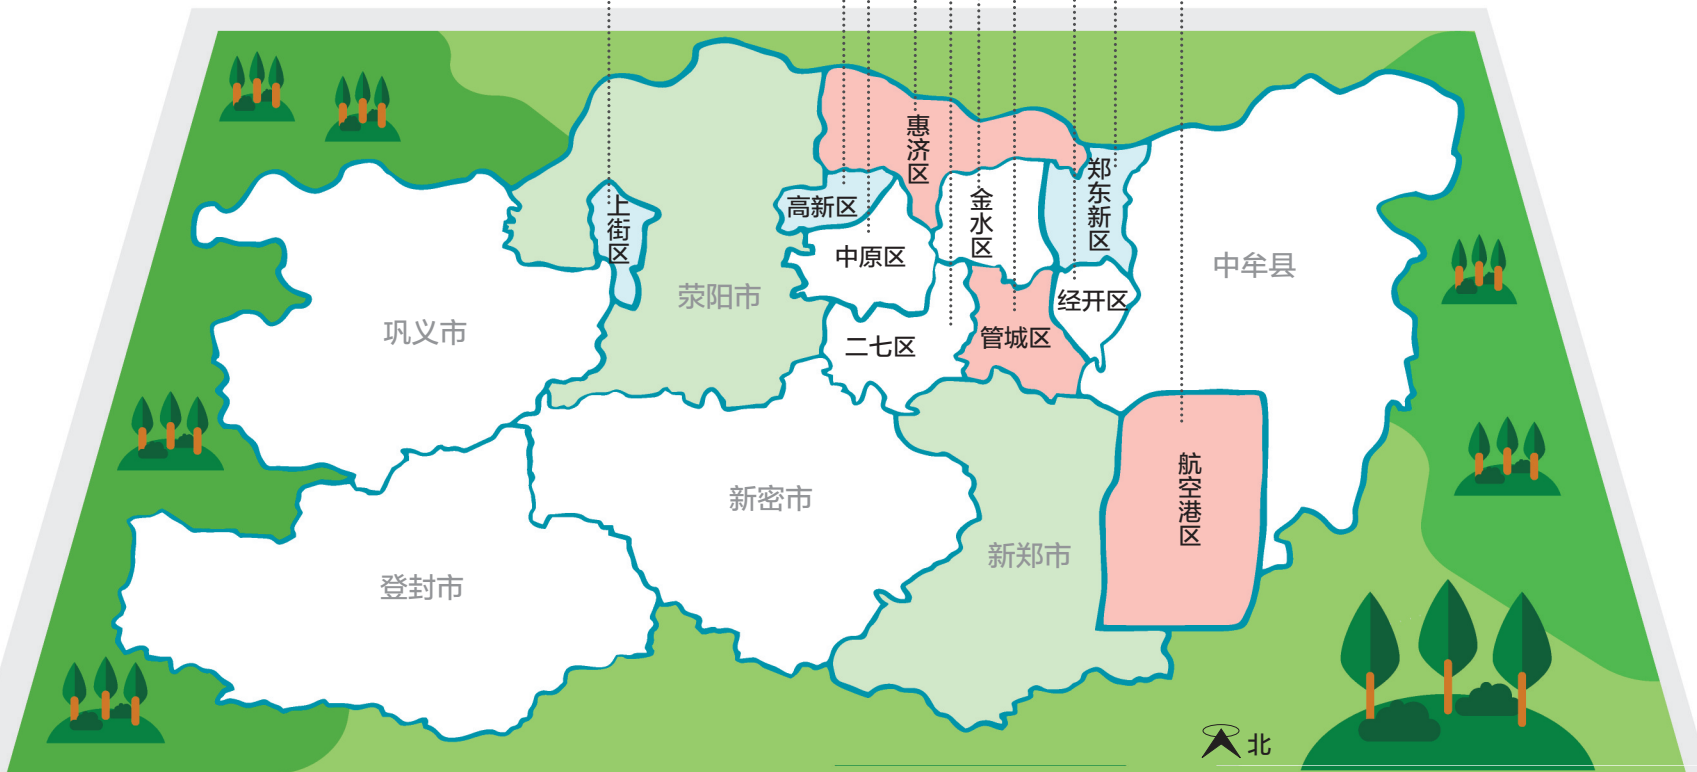 惠济区
郑东新区
上街区
高新区
金水区
中原区
中牟县
荥阳市
经开区
巩义市
二七区
管城区
航空港区
新密市
新郑市
登封市
北